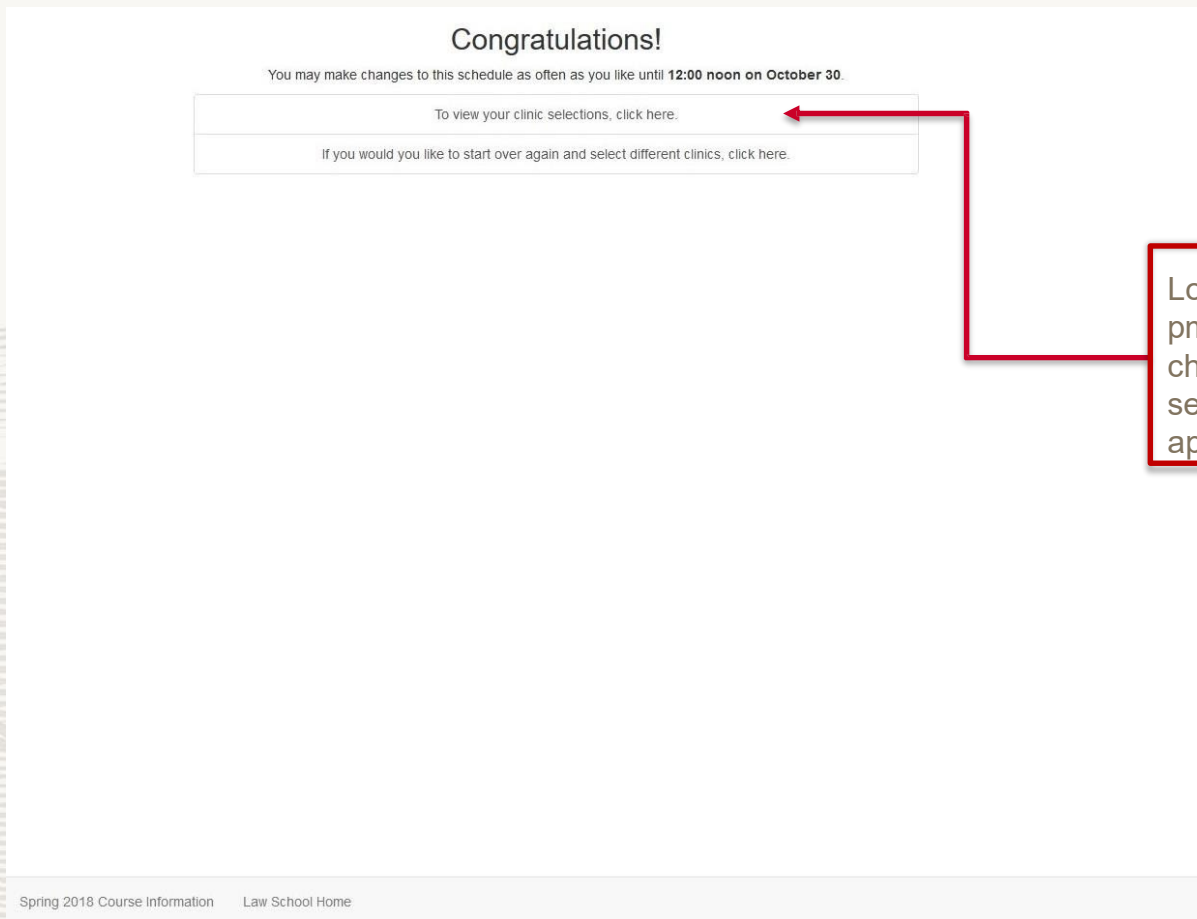 Congratulations!
You may make changes to this schedule as often as you like until 12:00 noon on October 30.
To view your clinic selections, click here.
If you would you like to start over again and select different clinics, click here.
Spring 2018 Course Information Law School Home